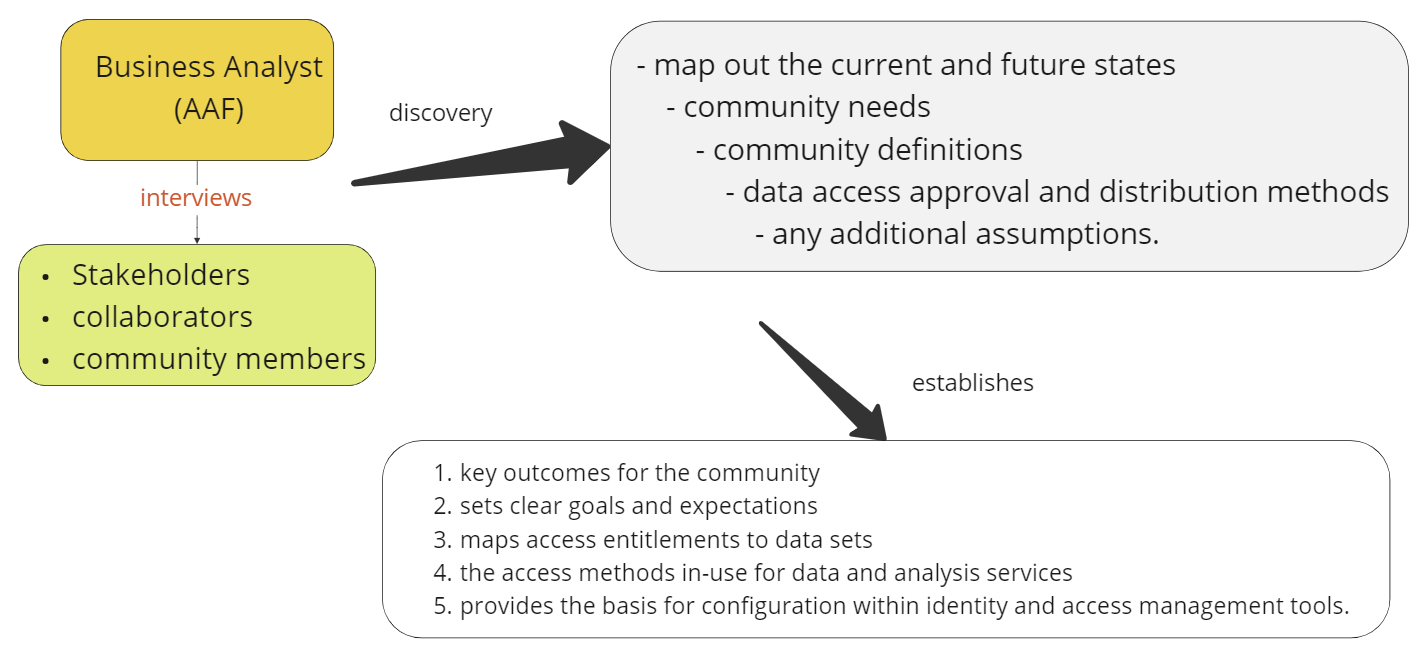 Business Analyst
(AAF)
interviews
• Stakeholders
• collaborators
• community members
discovery
- map out the current and future states
- community needs
- community definitions
- data access approval and distribution methods
- any additional assumptions.
establishes
1. key outcomes for the community
2. sets clear goals and expectations
3. maps access entitlements to data sets
4. the access methods in-use for data and analysis services
5. provides the basis for configuration within identity and access management tools.